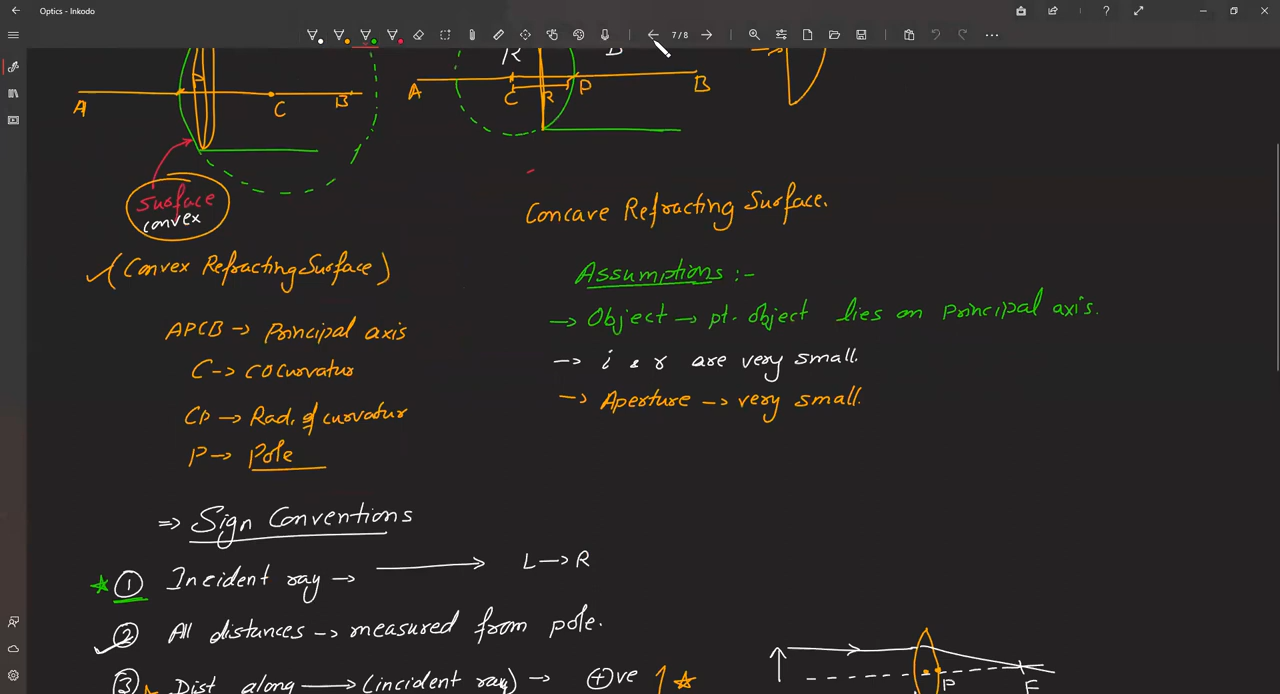 Optics - Inkodo
7/8
R
A P C B
A C R P B
Surface
convex
Concave Refracting Surface.
(Convex Refracting Surface)
Assumptions :-
→ Object → pt. object lies on principal axis.
APCB → Principal axis
→ i & r are very small.
C → CO curvatur
→ Aperture → very small.
CP → Rad. of curvatur
P → Pole
⇒ Sign Conventions
① Incident ray → L → R
② All distances → measured from pole.
③ Dist along → (incident ray) → +ve
P F